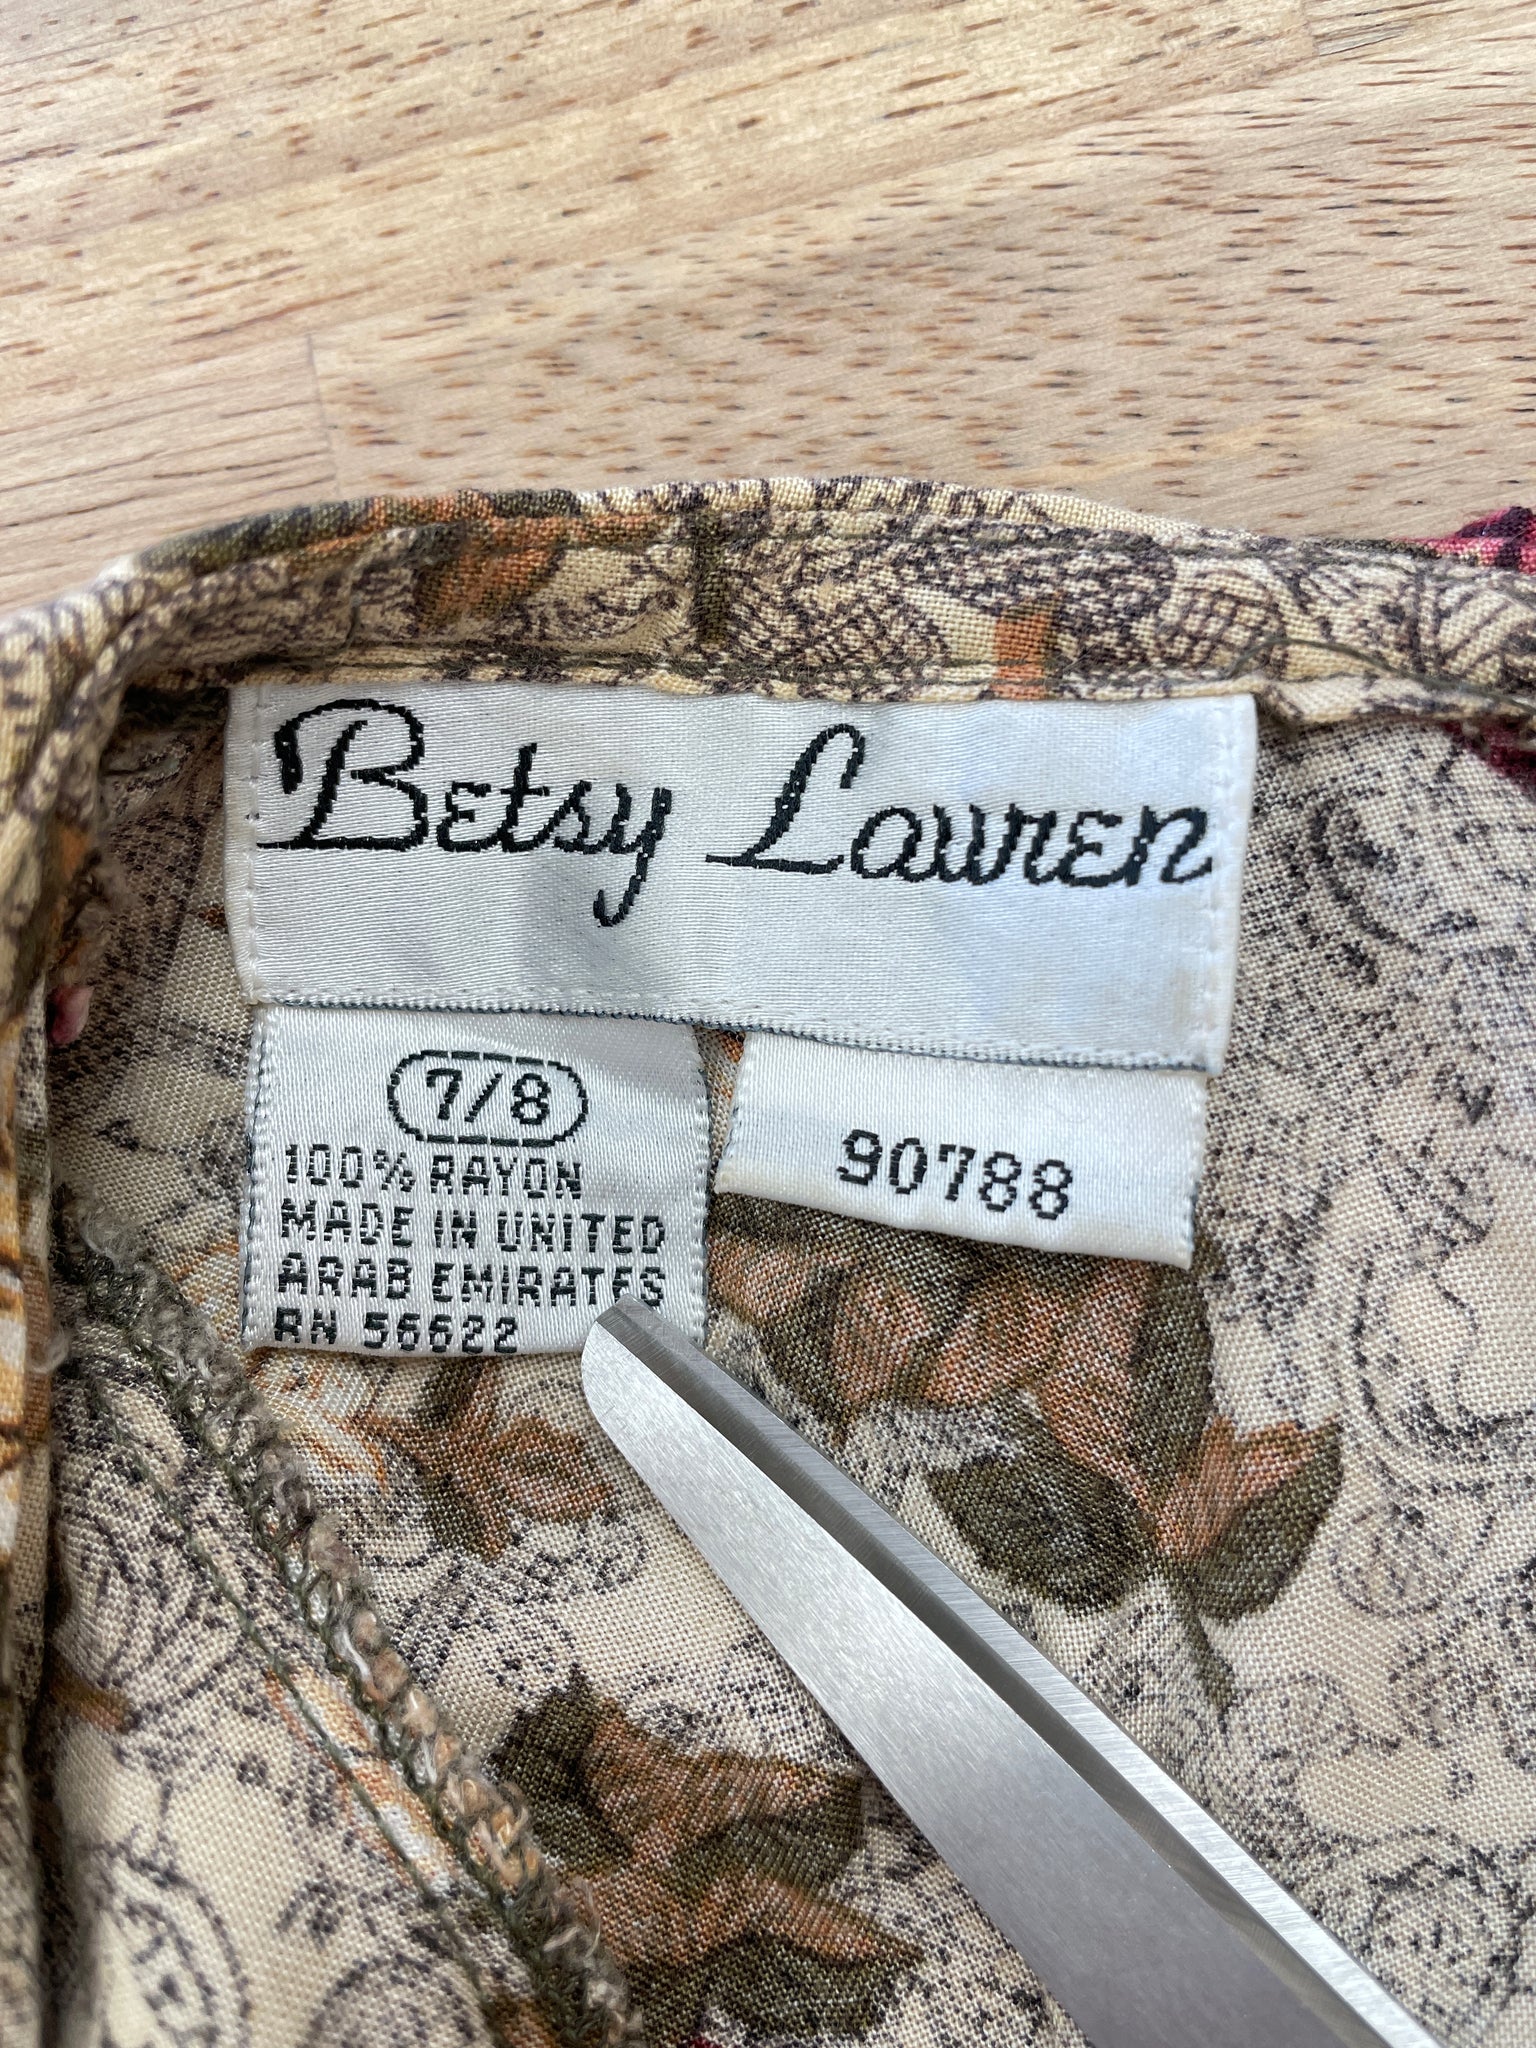 Betsy Lauren
7/8
100% RAYON
MADE IN UNITED
ARAB EMIRATES
RN 56622
90788